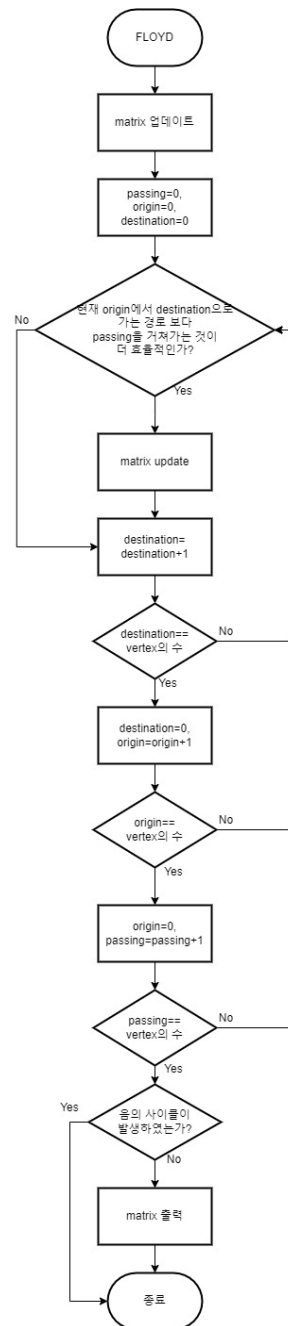 FLOYD
matrix 업데이트
passing=0,
origin=0,
destination=0
현재 origin에서 destination으로
가는 경로 보다
passing을 거쳐가는 것이
더 효율적인가?
No
Yes
matrix update
destination=
destination+1
destination==
vertex의 수
No
Yes
destination=0,
origin=origin+1
origin==
vertex의 수
No
Yes
origin=0,
passing=passing+1
passing==
vertex의 수
No
Yes
음의 사이클이
발생하였는가?
Yes
No
matrix 출력
종료